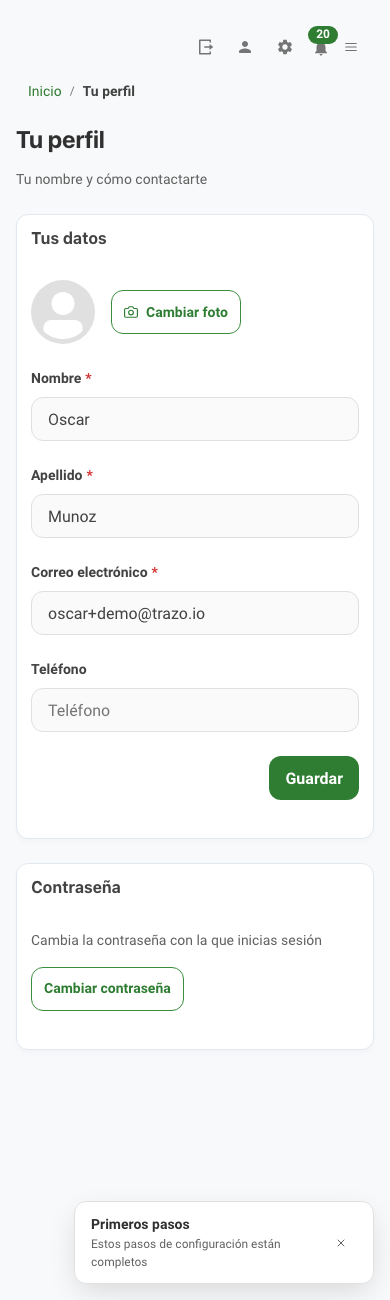 20
Inicio / Tu perfil
Tu perfil
Tu nombre y cómo contactarte
Tus datos
Cambiar foto
Nombre *
Oscar
Apellido *
Munoz
Correo electrónico *
oscar+demo@trazo.io
Teléfono
Teléfono
Guardar
Contraseña
Cambia la contraseña con la que inicias sesión
Cambiar contraseña
Primeros pasos
Estos pasos de configuración están
completos